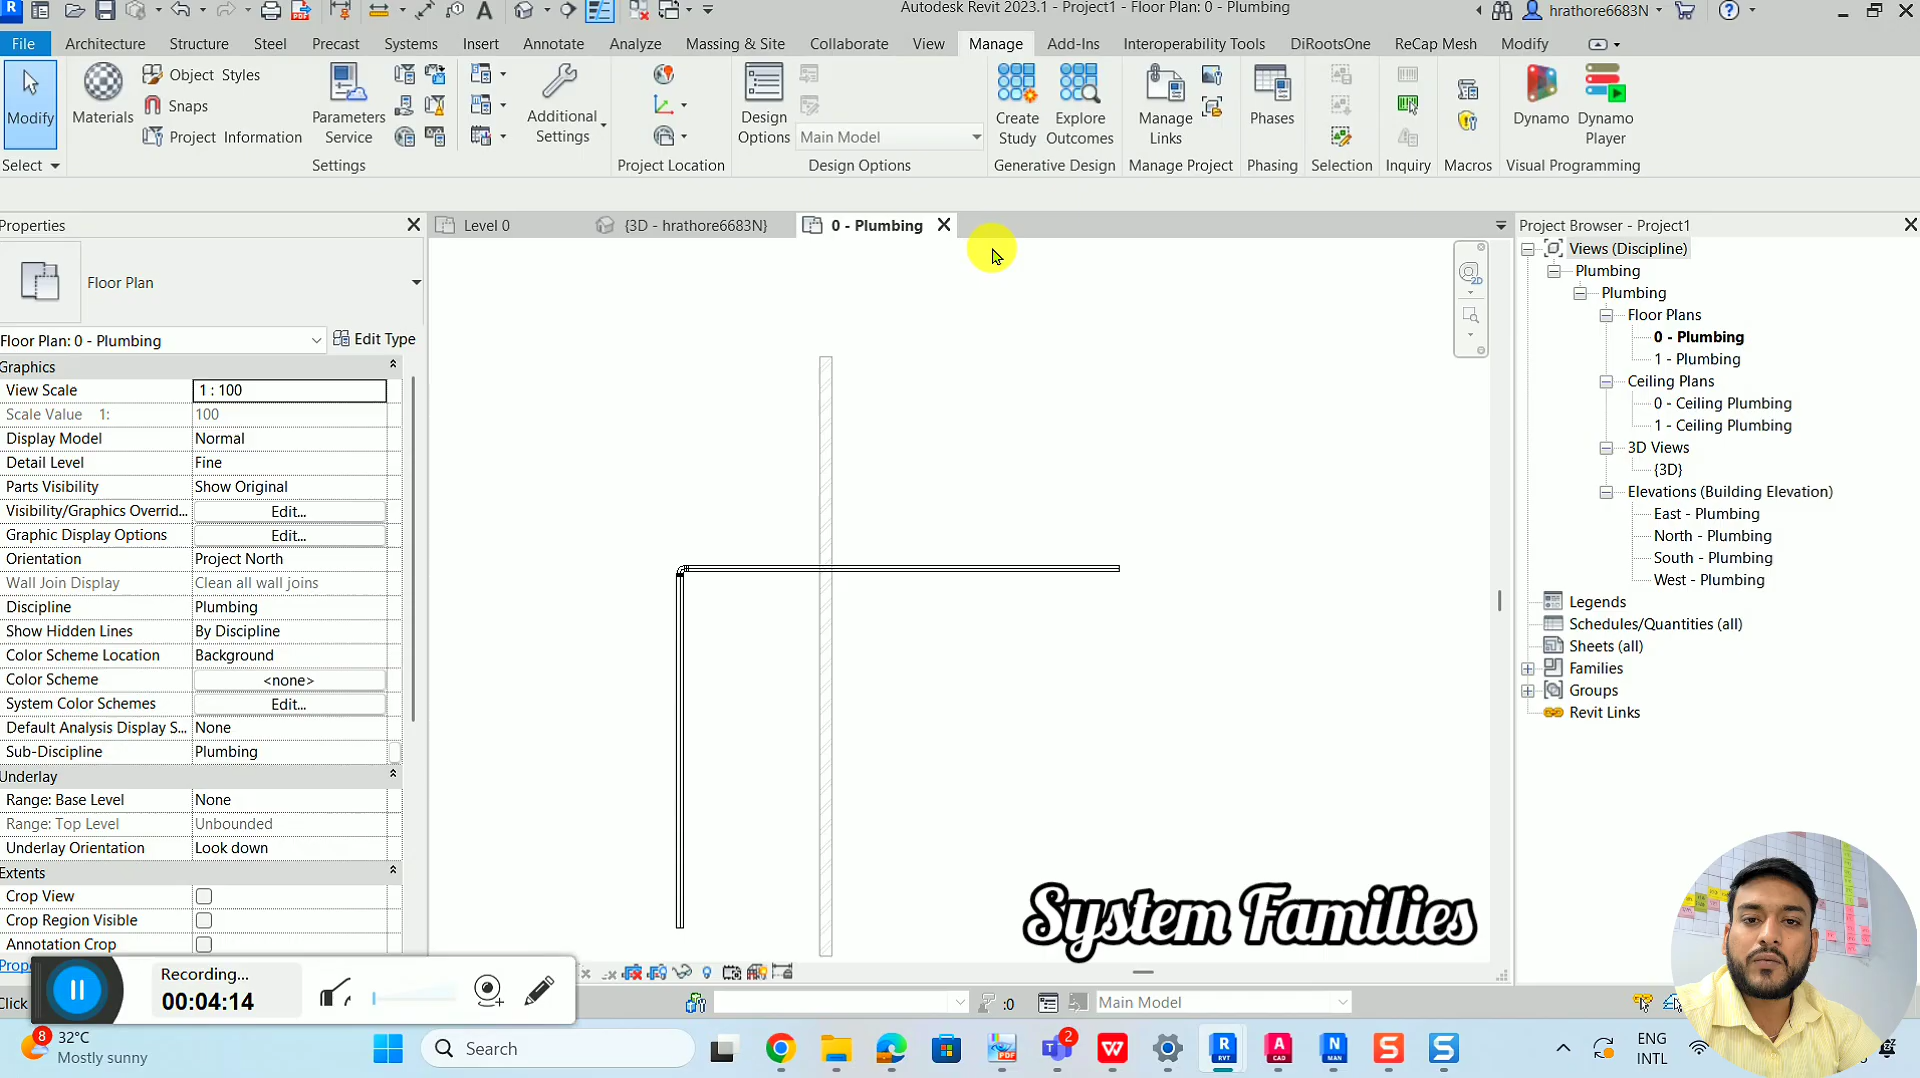 Autodesk Revit 2023.1 - Project1 - Floor Plan: 0 - Plumbing
hrathore6683N
File Architecture Structure Steel Precast Systems Insert Annotate Analyze Massing & Site Collaborate View Manage Add-Ins Interoperability Tools DiRootsOne ReCap Mesh Modify
Modify
Select
Materials
Object Styles
Snaps
Project Information
Parameters
Service
Settings
Additional
Settings
Project Location
Design
Options
Main Model
Design Options
Create
Study
Explore
Outcomes
Generative Design
Manage
Links
Manage Project
Phases
Phasing
Selection
Inquiry
Macros
Dynamo
Dynamo
Player
Visual Programming
Properties
Floor Plan
Floor Plan: 0 - Plumbing
Edit Type
Graphics
View Scale 1 : 100
Scale Value 1: 100
Display Model Normal
Detail Level Fine
Parts Visibility Show Original
Visibility/Graphics Overrid... Edit...
Graphic Display Options Edit...
Orientation Project North
Wall Join Display Clean all wall joins
Discipline Plumbing
Show Hidden Lines By Discipline
Color Scheme Location Background
Color Scheme <none>
System Color Schemes Edit...
Default Analysis Display S... None
Sub-Discipline Plumbing
Underlay
Range: Base Level None
Range: Top Level Unbounded
Underlay Orientation Look down
Extents
Crop View
Crop Region Visible
Annotation Crop
Prope
Level 0
{3D - hrathore6683N}
0 - Plumbing
2D
System Families
Project Browser - Project1
Views (Discipline)
Plumbing
Plumbing
Floor Plans
0 - Plumbing
1 - Plumbing
Ceiling Plans
0 - Ceiling Plumbing
1 - Ceiling Plumbing
3D Views
{3D}
Elevations (Building Elevation)
East - Plumbing
North - Plumbing
South - Plumbing
West - Plumbing
Legends
Schedules/Quantities (all)
Sheets (all)
Families
Groups
Revit Links
Recording...
00:04:14
Click
:0
Main Model
8
32°C
Mostly sunny
Search
2
ENG
INTL